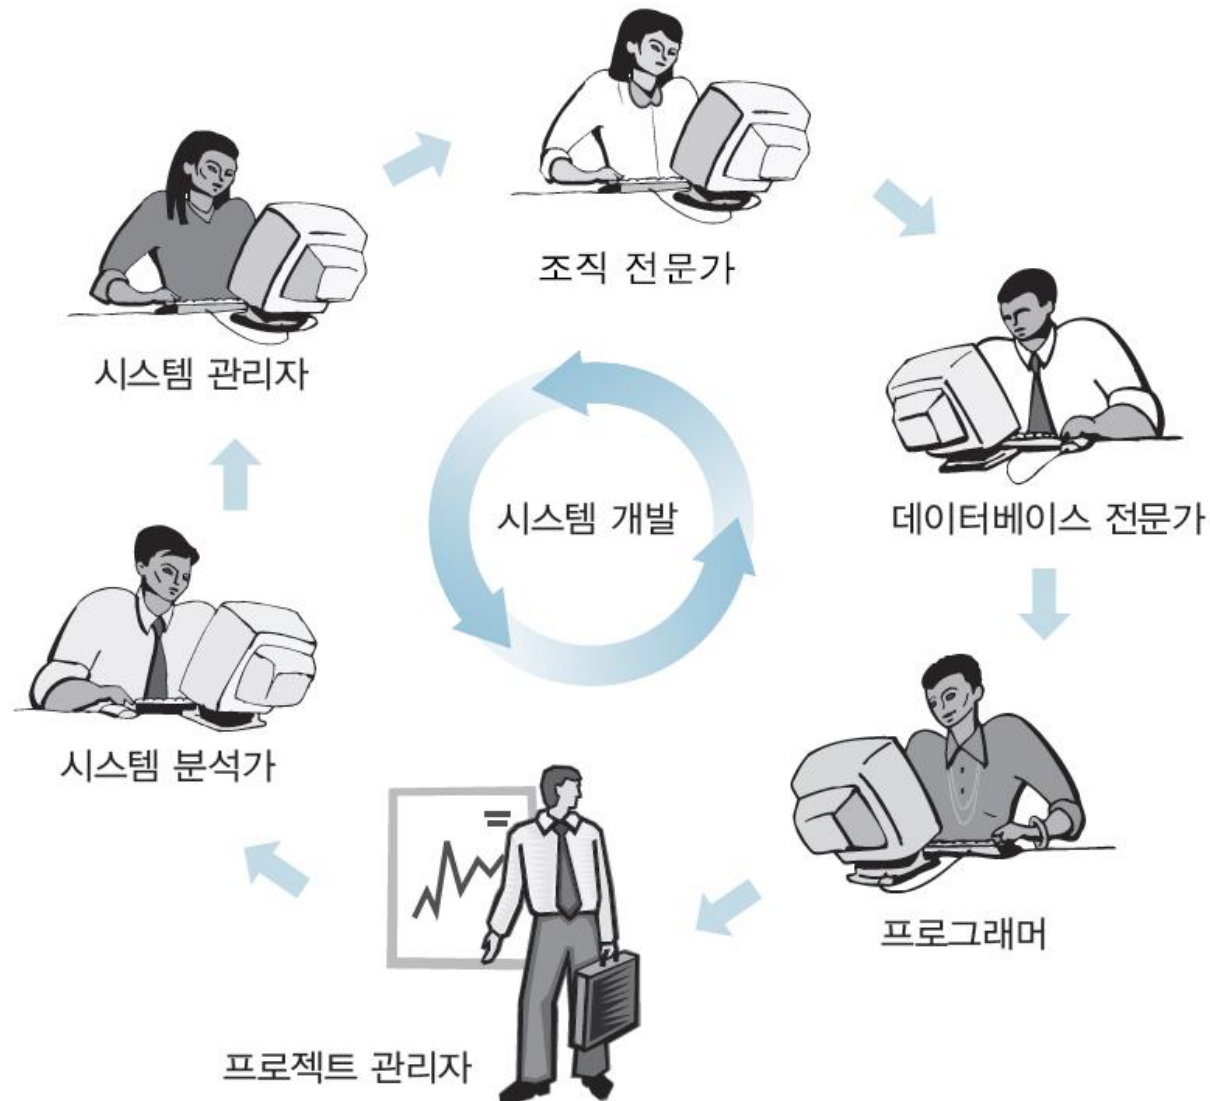 조직 전문가
시스템 관리자
시스템 개발
데이터베이스 전문가
시스템 분석가
프로그래머
프로젝트 관리자